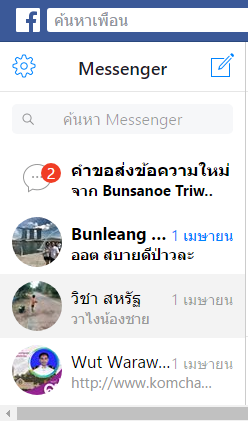 f ค้นหาเพื่อน
Messenger
ค้นหา Messenger
2
คำขอส่งข้อความใหม่
จาก Bunsanoe Triw..
Bunleang ... 1 เมษายน
ออต สบายดีป่าวละ
วิชา สหรัฐ 1 เมษายน
วาไงน้องชาย
Wut Waraw... 1 เมษายน
http://www.komcha...